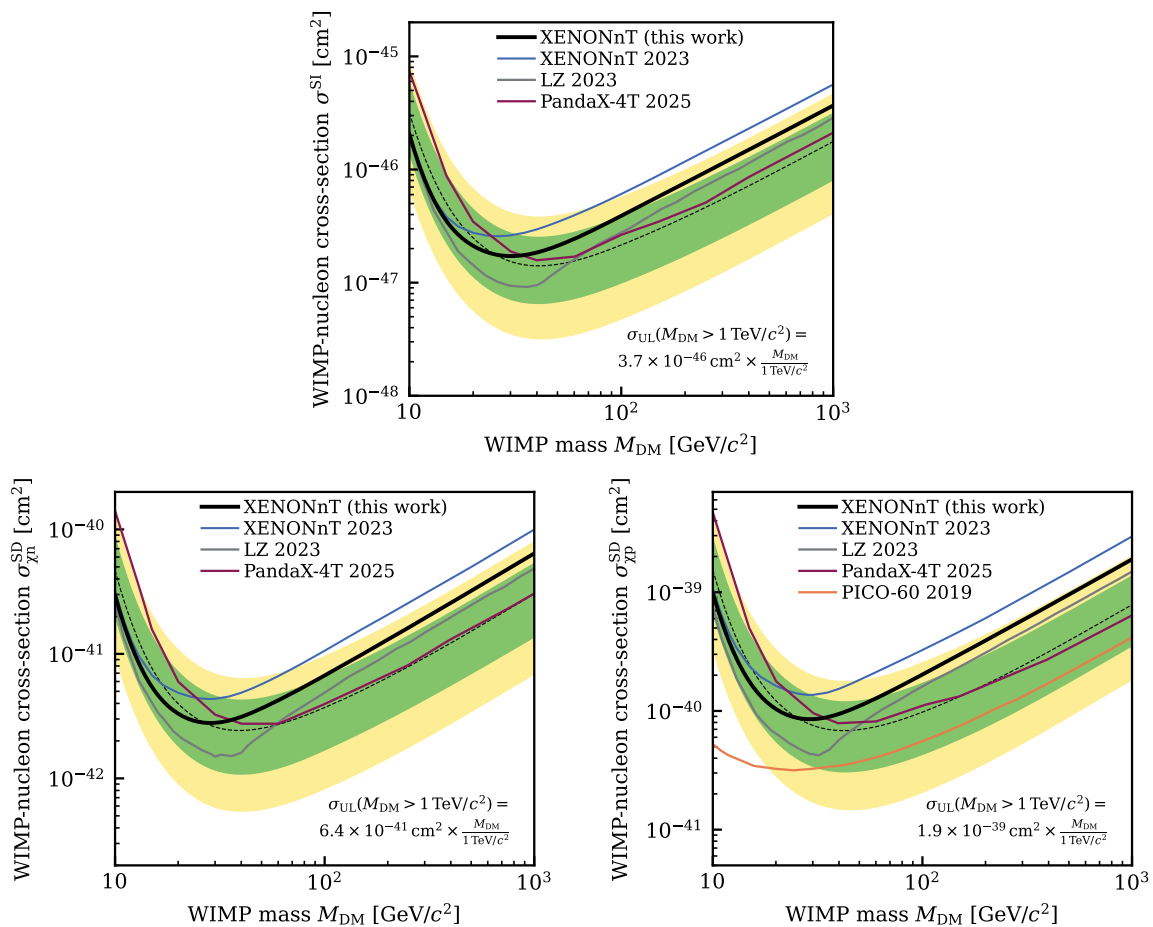 XENONnT (this work)
XENONnT 2023
LZ 2023
PandaX-4T 2025
WIMP-nucleon cross-section σ^SI [cm²]
10⁻⁴⁵
10⁻⁴⁶
10⁻⁴⁷
10⁻⁴⁸
σ_UL(M_DM > 1 TeV/c²) =
3.7 × 10⁻⁴⁶ cm² × M_DM / 1 TeV/c²
10 10² 10³
WIMP mass M_DM [GeV/c²]
XENONnT (this work)
XENONnT 2023
LZ 2023
PandaX-4T 2025
WIMP-nucleon cross-section σ^SD_χn [cm²]
10⁻⁴⁰
10⁻⁴¹
10⁻⁴²
σ_UL(M_DM > 1 TeV/c²) =
6.4 × 10⁻⁴¹ cm² × M_DM / 1 TeV/c²
10 10² 10³
WIMP mass M_DM [GeV/c²]
XENONnT (this work)
XENONnT 2023
LZ 2023
PandaX-4T 2025
PICO-60 2019
WIMP-nucleon cross-section σ^SD_χp [cm²]
10⁻³⁹
10⁻⁴⁰
10⁻⁴¹
σ_UL(M_DM > 1 TeV/c²) =
1.9 × 10⁻³⁹ cm² × M_DM / 1 TeV/c²
10 10² 10³
WIMP mass M_DM [GeV/c²]